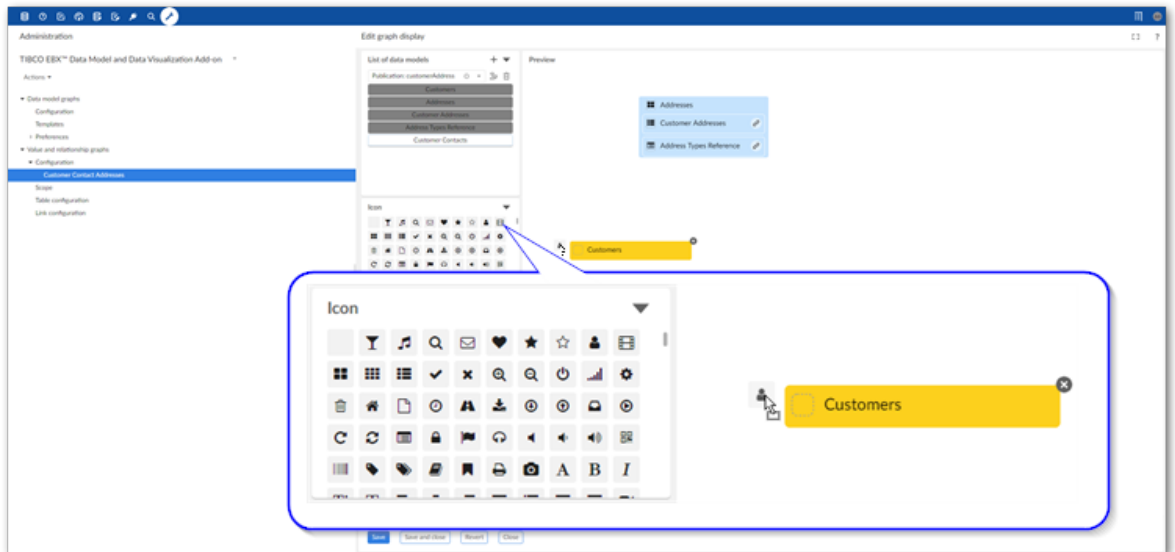 Administration
Edit graph display
TIBCO EBX™ Data Model and Data Visualization Add-on
Actions
Data model graphs
Configuration
Templates
Preferences
Value and relationship graphs
Configuration
Customer Contact Addresses
Scope
Table configuration
Link configuration
List of data models
Publication: customerAddress
Customers
Addresses
Customer Addresses
Address Types Reference
Customer Contacts
Icon
Preview
Addresses
Customer Addresses
Address Types Reference
Customers
Icon
A B I
Customers
Save
Save and close
Revert
Close